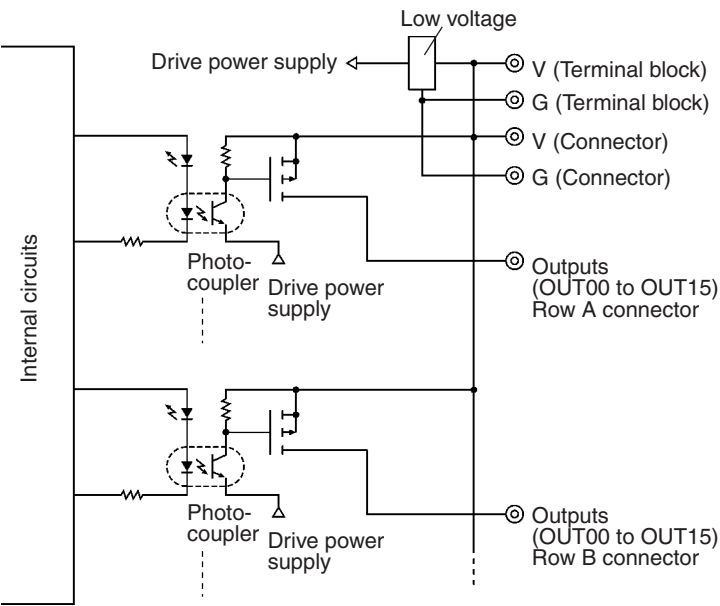 Low voltage
Drive power supply
V (Terminal block)
G (Terminal block)
V (Connector)
G (Connector)
Internal circuits
Photo-
coupler
Drive power
supply
Outputs
(OUT00 to OUT15)
Row A connector
Photo-
coupler
Drive power
supply
Outputs
(OUT00 to OUT15)
Row B connector